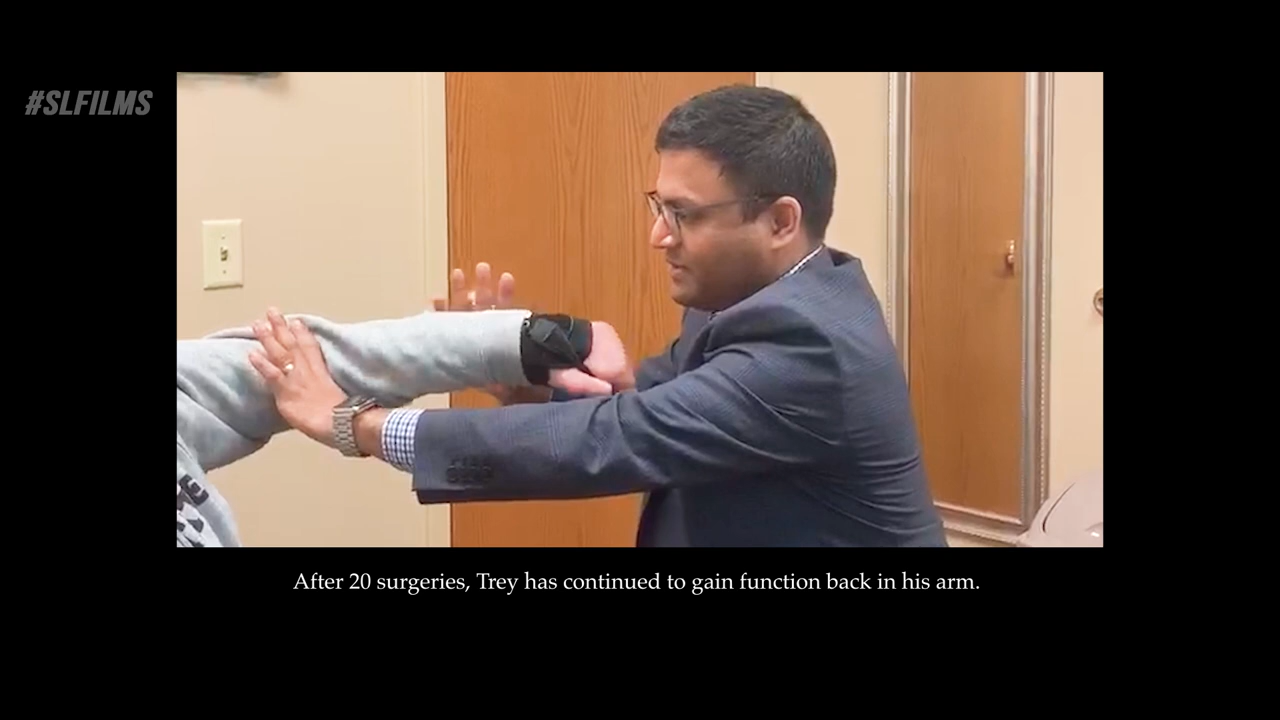 #SLFILMS
After 20 surgeries, Trey has continued to gain function back in his arm.